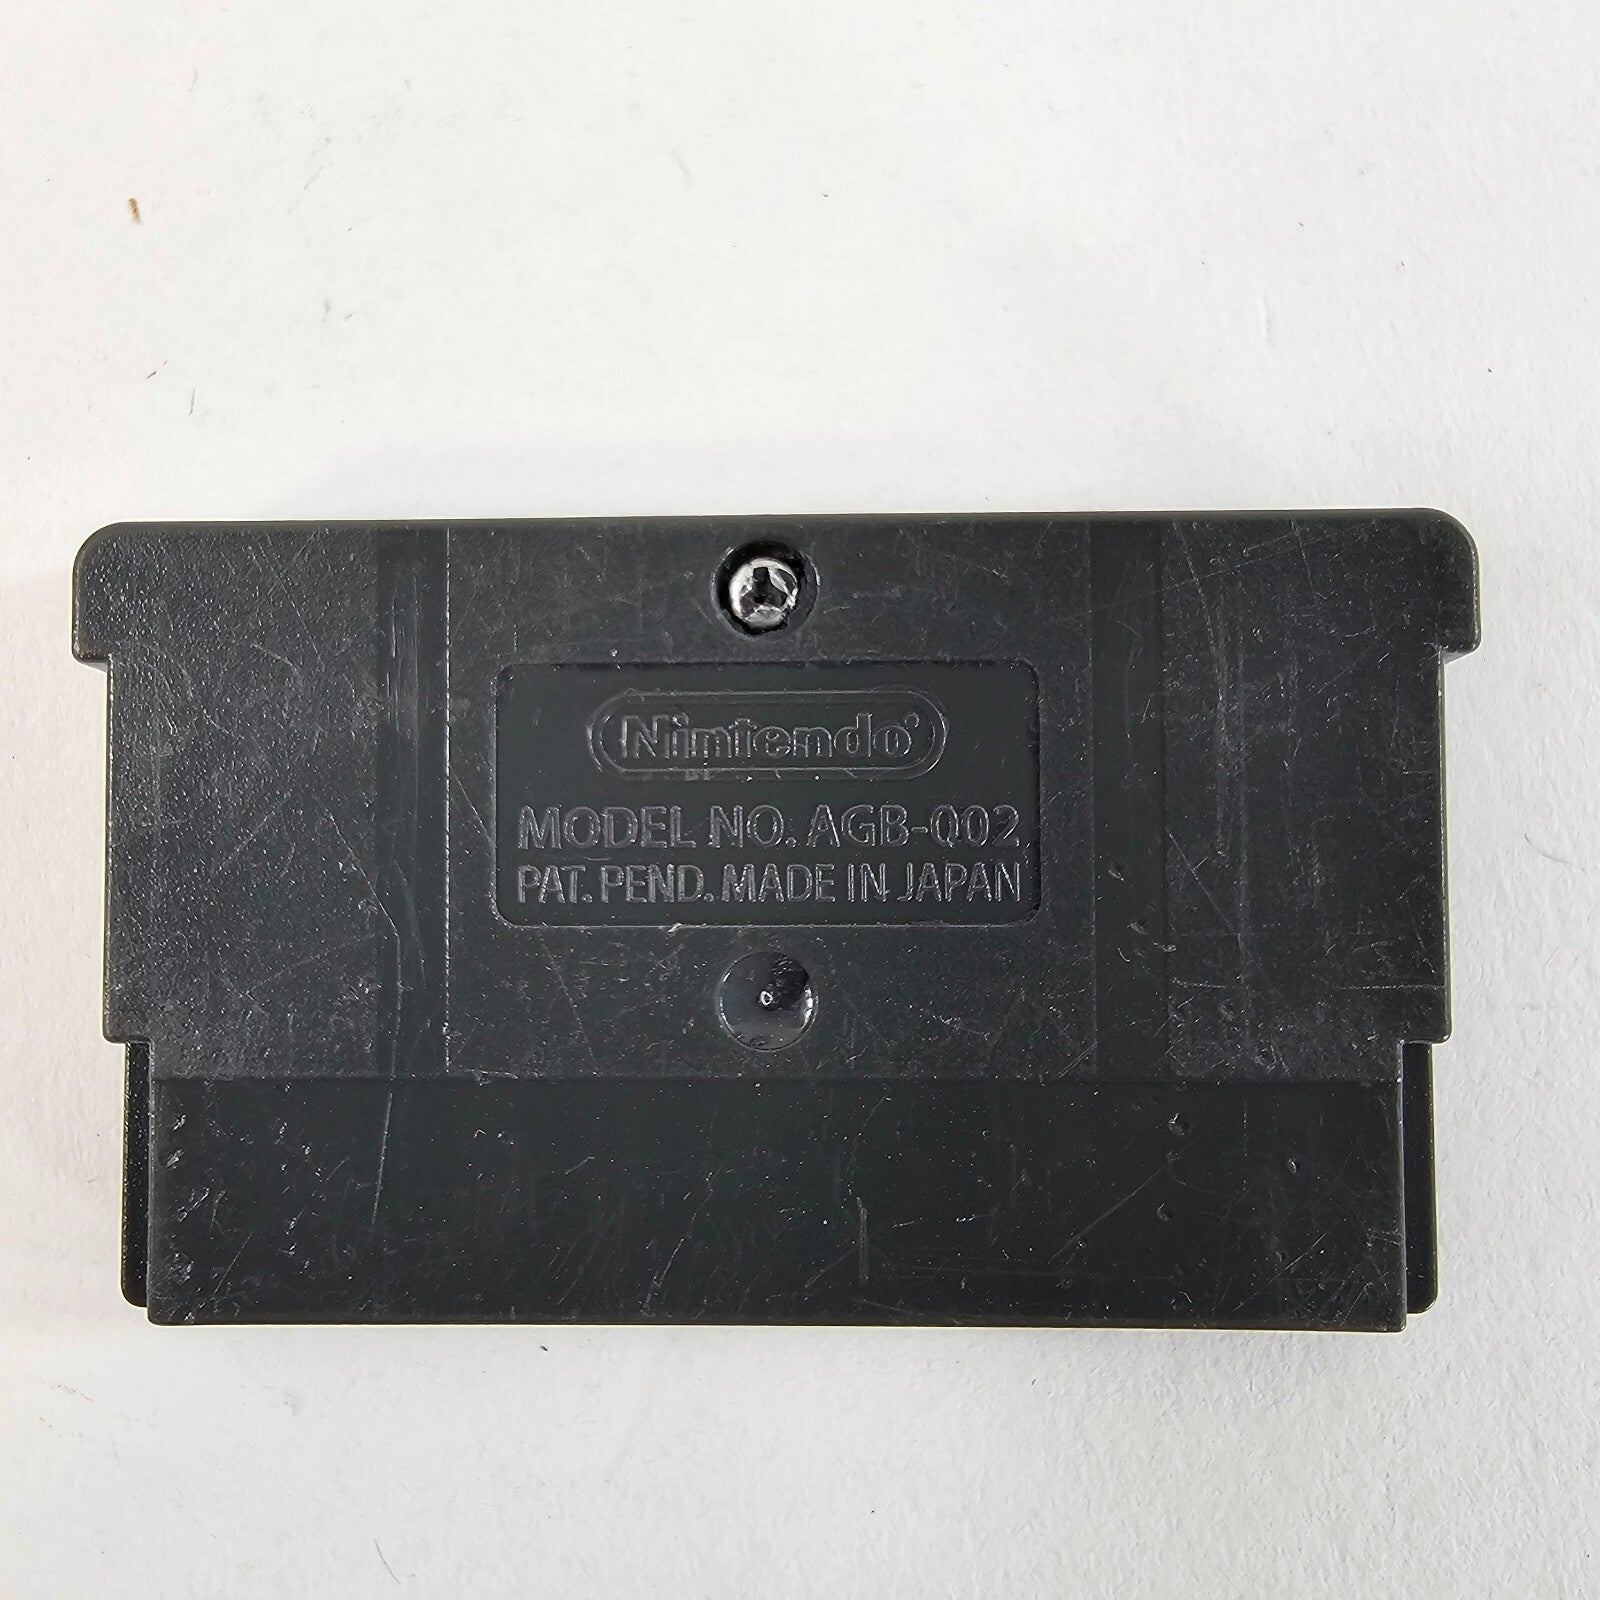 Nintendo
MODEL NO. AGB-002
PAT. PEND. MADE IN JAPAN